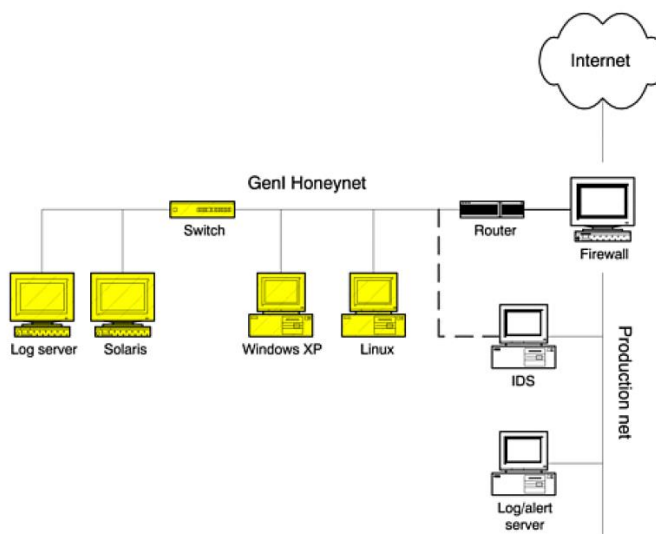 Internet
GenI Honeynet
Switch
Router
Firewall
Log server
Solaris
Windows XP
Linux
IDS
Production net
Log/alert
server